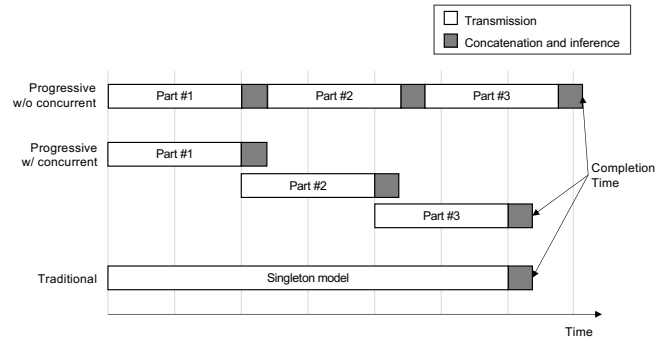 Transmission
Concatenation and inference
Progressive
w/o concurrent
Part #1
Part #2
Part #3
Progressive
w/ concurrent
Part #1
Part #2
Part #3
Completion
Time
Traditional
Singleton model
Time